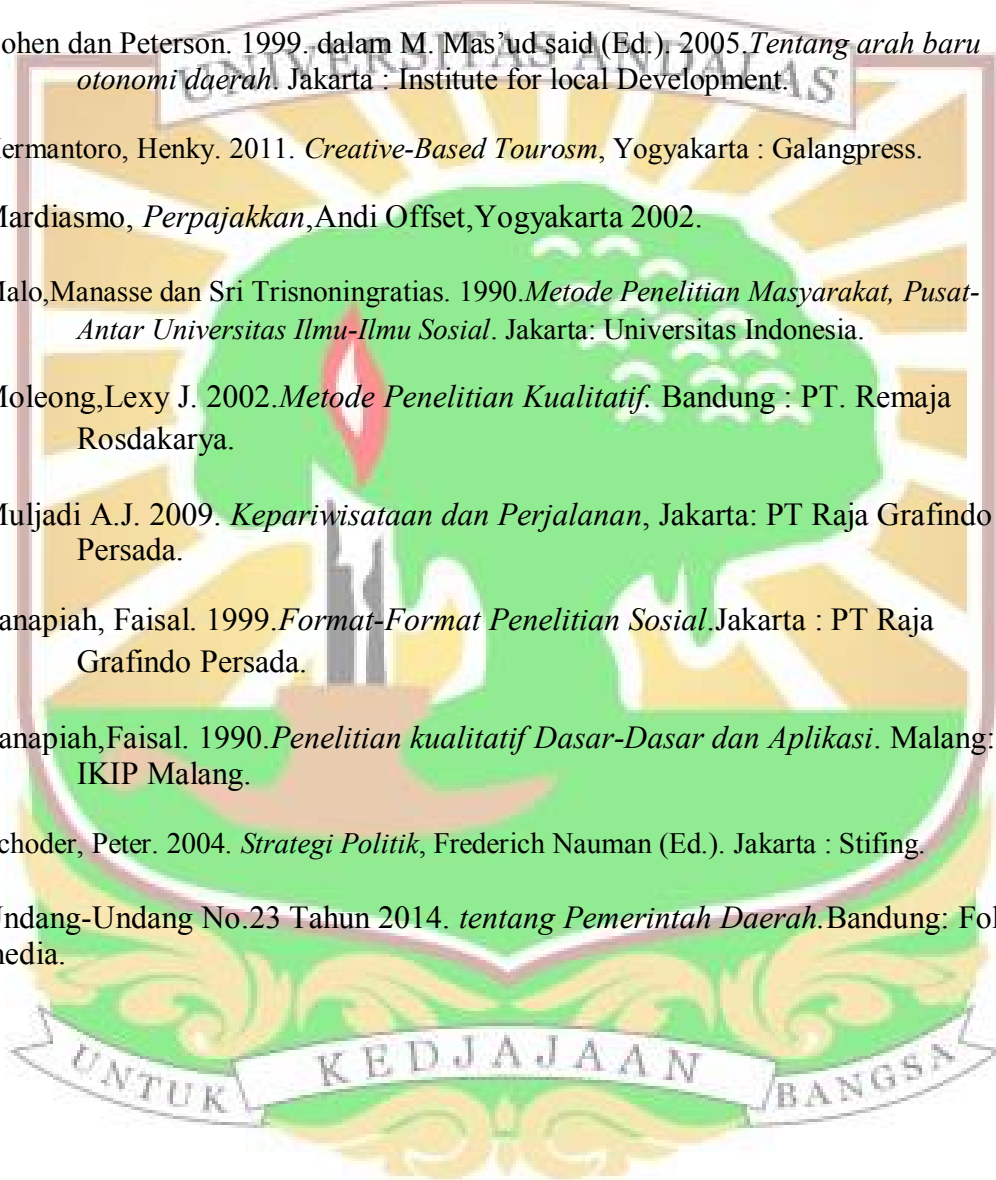 ohen dan Peterson. 1999. dalam M. Mas'ud said (Ed.). 2005.Tentang arah baru
otonomi daerah. Jakarta : Institute for local Development.
UNIVERSITAS ANDALAS
ermantoro, Henky. 2011. Creative-Based Tourosm, Yogyakarta : Galangpress.
Mardiasmo, Perpajakkan,Andi Offset,Yogyakarta 2002.
Malo,Manasse dan Sri Trisnoningratias. 1990.Metode Penelitian Masyarakat, Pusat-
Antar Universitas Ilmu-Ilmu Sosial. Jakarta: Universitas Indonesia.
Moleong,Lexy J. 2002.Metode Penelitian Kualitatif. Bandung : PT. Remaja
Rosdakarya.
Muljadi A.J. 2009. Kepariwisataan dan Perjalanan, Jakarta: PT Raja Grafindo
Persada.
anapiah, Faisal. 1999.Format-Format Penelitian Sosial.Jakarta : PT Raja
Grafindo Persada.
anapiah,Faisal. 1990.Penelitian kualitatif Dasar-Dasar dan Aplikasi. Malang:
IKIP Malang.
choder, Peter. 2004. Strategi Politik, Frederich Nauman (Ed.). Jakarta : Stifing.
Undang-Undang No.23 Tahun 2014. tentang Pemerintah Daerah.Bandung: Fok
media.
UNTUK KEDJAJAAN BANGSA